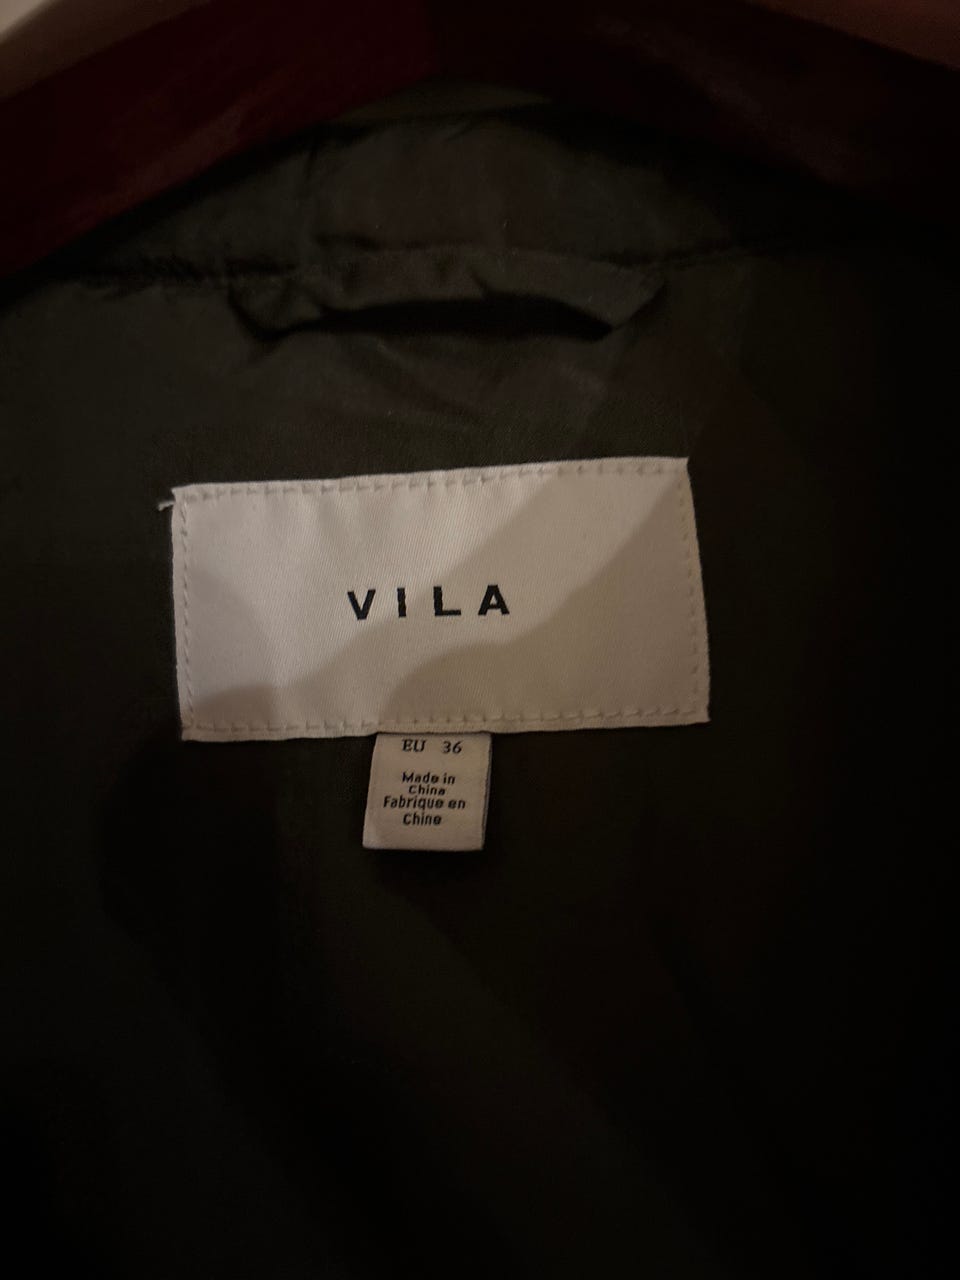 VILA
EU 36
Made in
China
Fabrique en
Chine